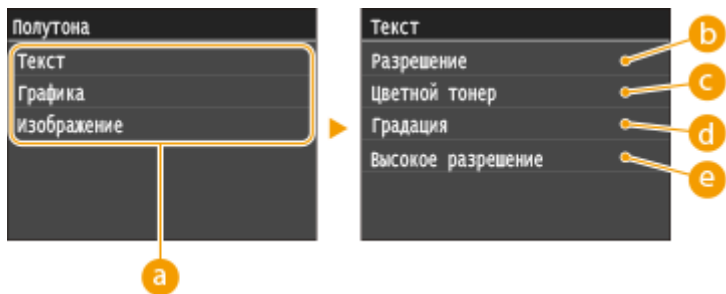 Полутона
Текст
Графика
Изображение
a
Текст
Разрешение
Цветной тонер
Градация
Высокое разрешение
b
c
d
e